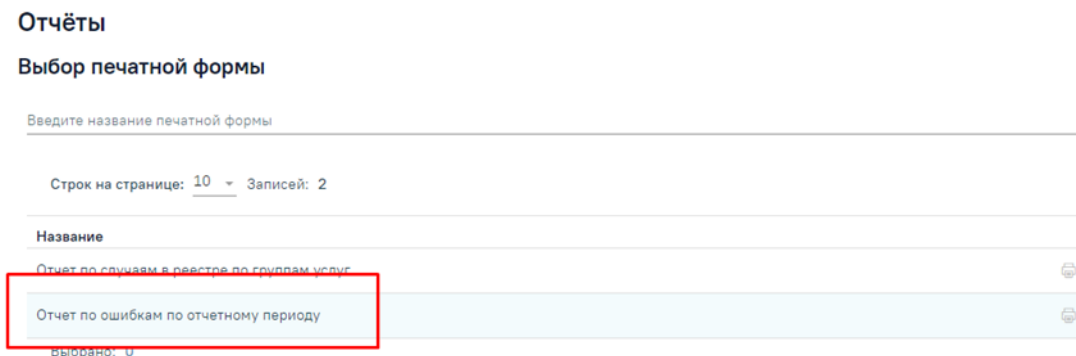 Отчёты
Выбор печатной формы
Введите название печатной формы
Строк на странице: 10 Записей: 2
Название
Отчет по случаям в реестре по группам услуг
Отчет по ошибкам по отчетному периоду
Выбрано: 0